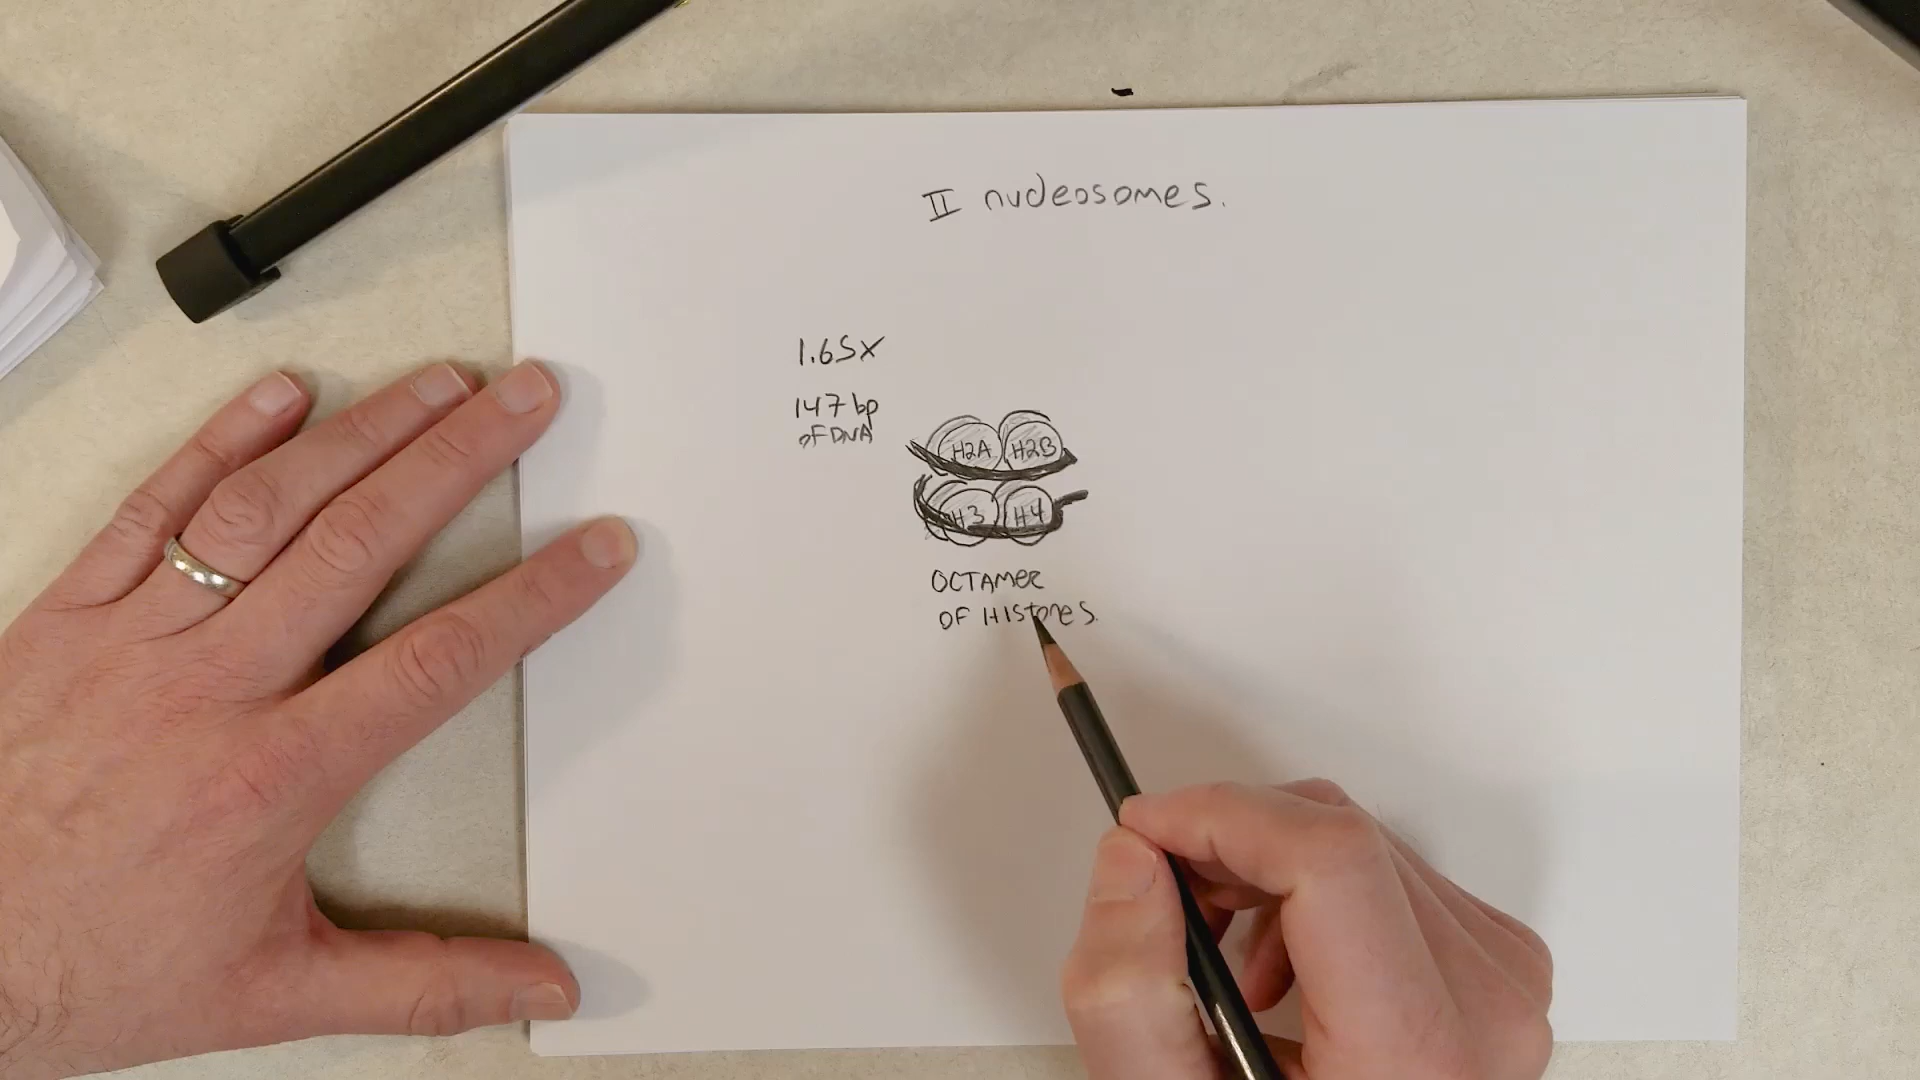 II nucleosomes.
1.65x
147 bp
of DNA
H2A H2B
H3 H4
OCTAMER
OF HIStones.